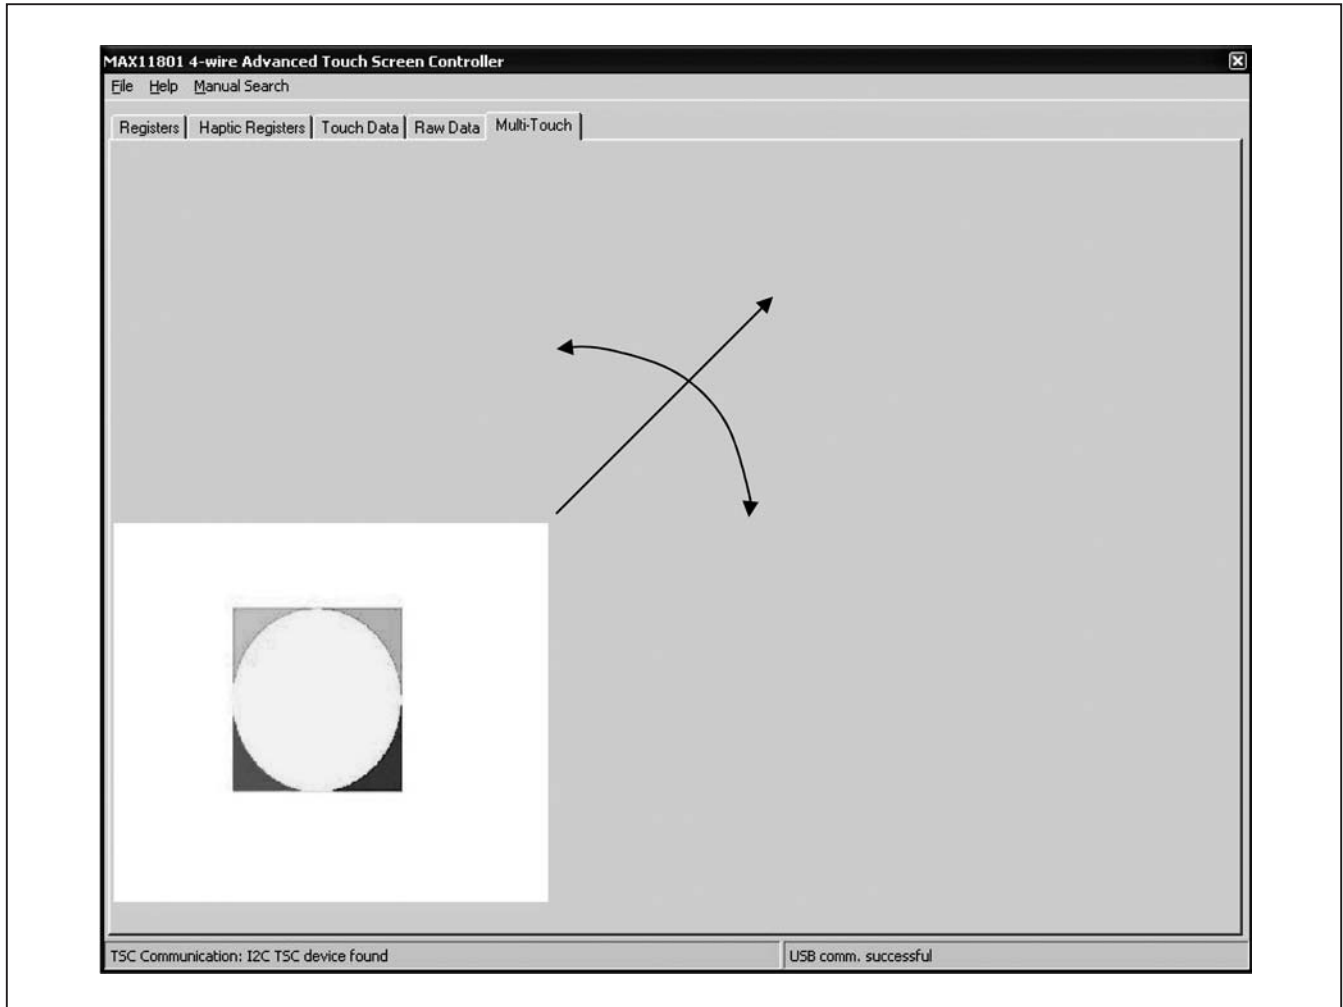 MAX11801 4-wire Advanced Touch Screen Controller
File Help Manual Search
Registers Haptic Registers Touch Data Raw Data Multi-Touch
TSC Communication: I2C TSC device found USB comm. successful